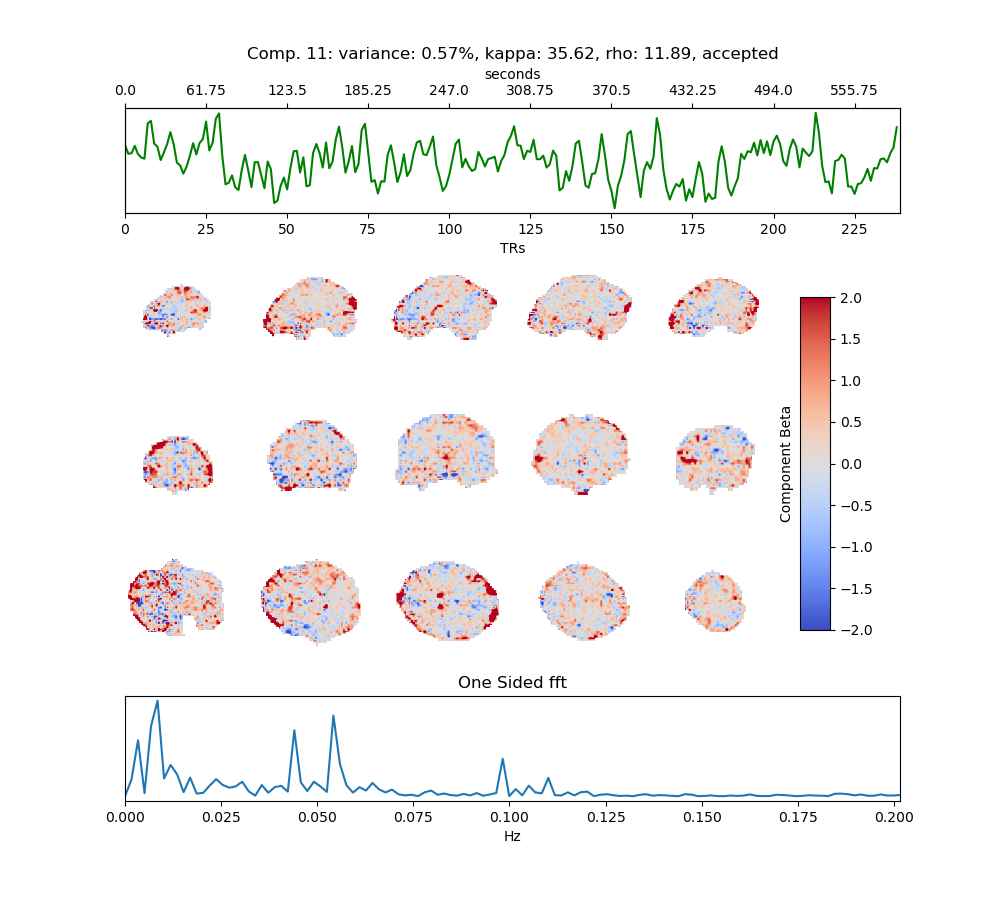 Comp. 11: variance: 0.57%, kappa: 35.62, rho: 11.89, accepted
seconds
0.0 61.75 123.5 185.25 247.0 308.75 370.5 432.25 494.0 555.75
0 25 50 75 100 125 150 175 200 225
TRs
2.0
1.5
1.0
0.5
0.0
−0.5
−1.0
−1.5
−2.0
Component Beta
One Sided fft
0.000 0.025 0.050 0.075 0.100 0.125 0.150 0.175 0.200
Hz